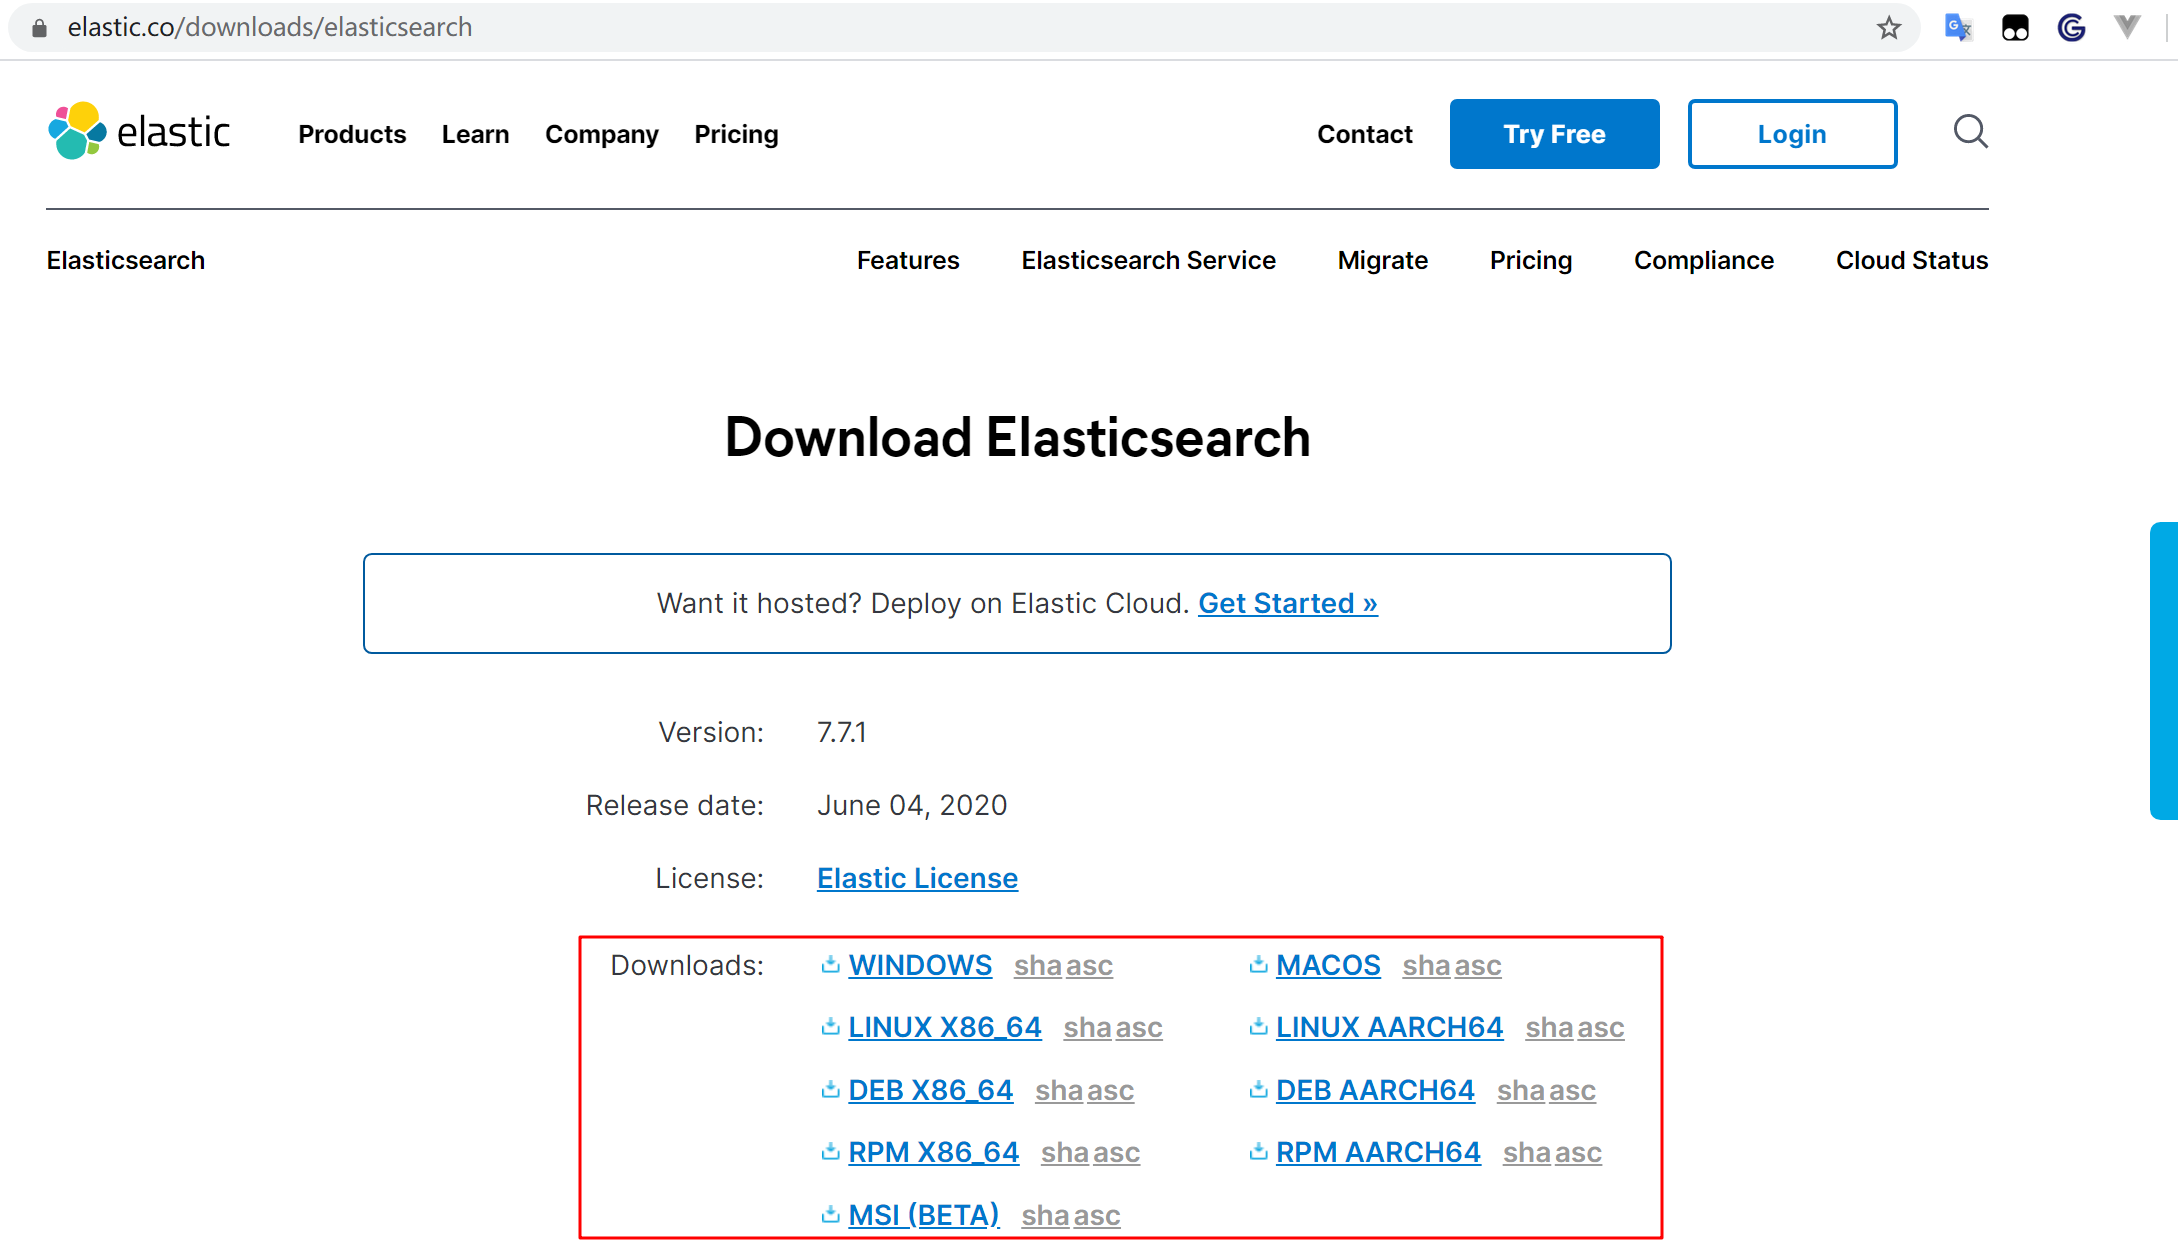 elastic.co/downloads/elasticsearch
elastic Products Learn Company Pricing Contact Try Free Login
Elasticsearch Features Elasticsearch Service Migrate Pricing Compliance Cloud Status
Download Elasticsearch
Want it hosted? Deploy on Elastic Cloud. Get Started »
Version: 7.7.1
Release date: June 04, 2020
License: Elastic License
Downloads: WINDOWS sha asc MACOS sha asc
LINUX X86_64 sha asc LINUX AARCH64 sha asc
DEB X86_64 sha asc DEB AARCH64 sha asc
RPM X86_64 sha asc RPM AARCH64 sha asc
MSI (BETA) sha asc